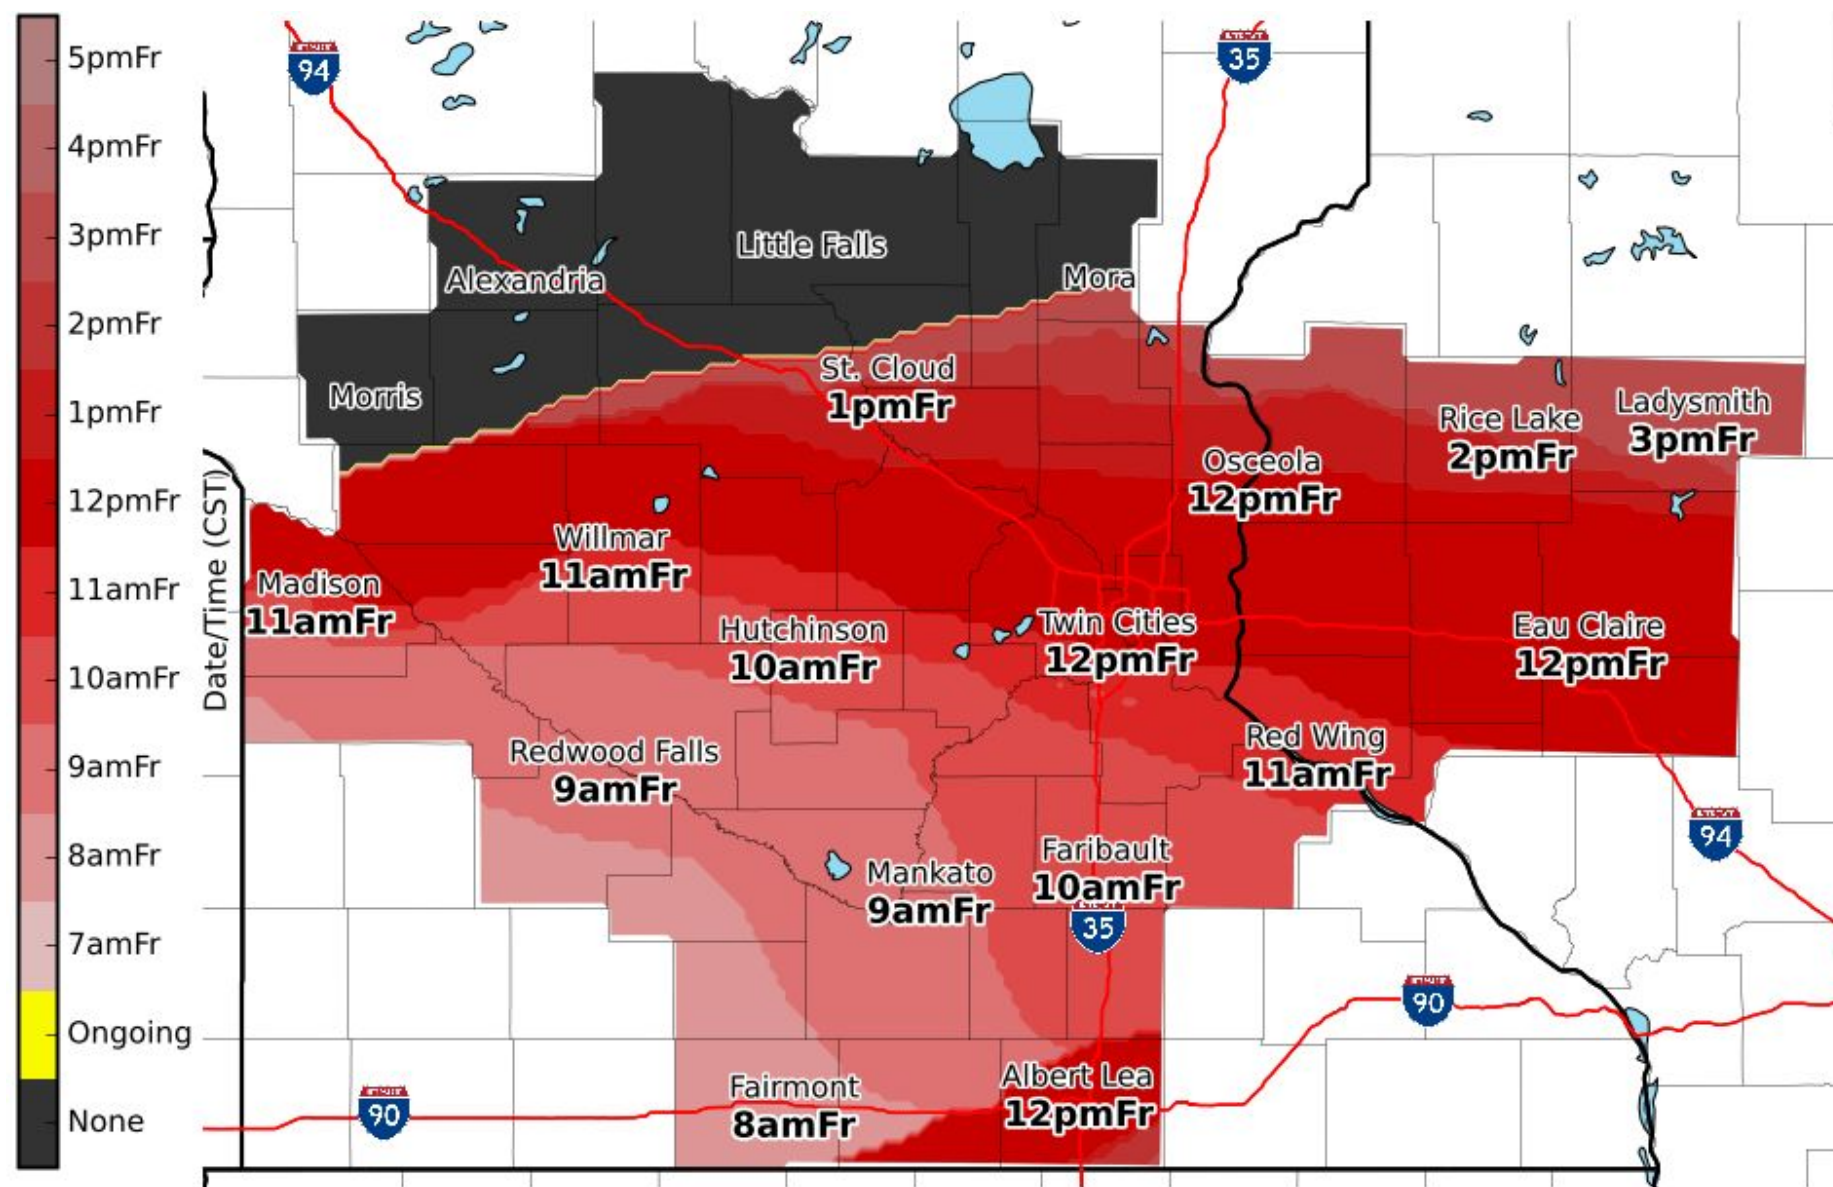 5pmFr
4pmFr
3pmFr
2pmFr
1pmFr
12pmFr
11amFr
10amFr
9amFr
8amFr
7amFr
Ongoing
None
Date/Time (CST)
94
35
Little Falls
Alexandria
Mora
Morris
St. Cloud
1pmFr
Rice Lake
2pmFr
Ladysmith
3pmFr
Osceola
12pmFr
Willmar
11amFr
Madison
11amFr
Hutchinson
10amFr
Twin Cities
12pmFr
Eau Claire
12pmFr
Redwood Falls
9amFr
Red Wing
11amFr
94
Mankato
9amFr
Faribault
10amFr
35
90
Fairmont
8amFr
Albert Lea
12pmFr
90